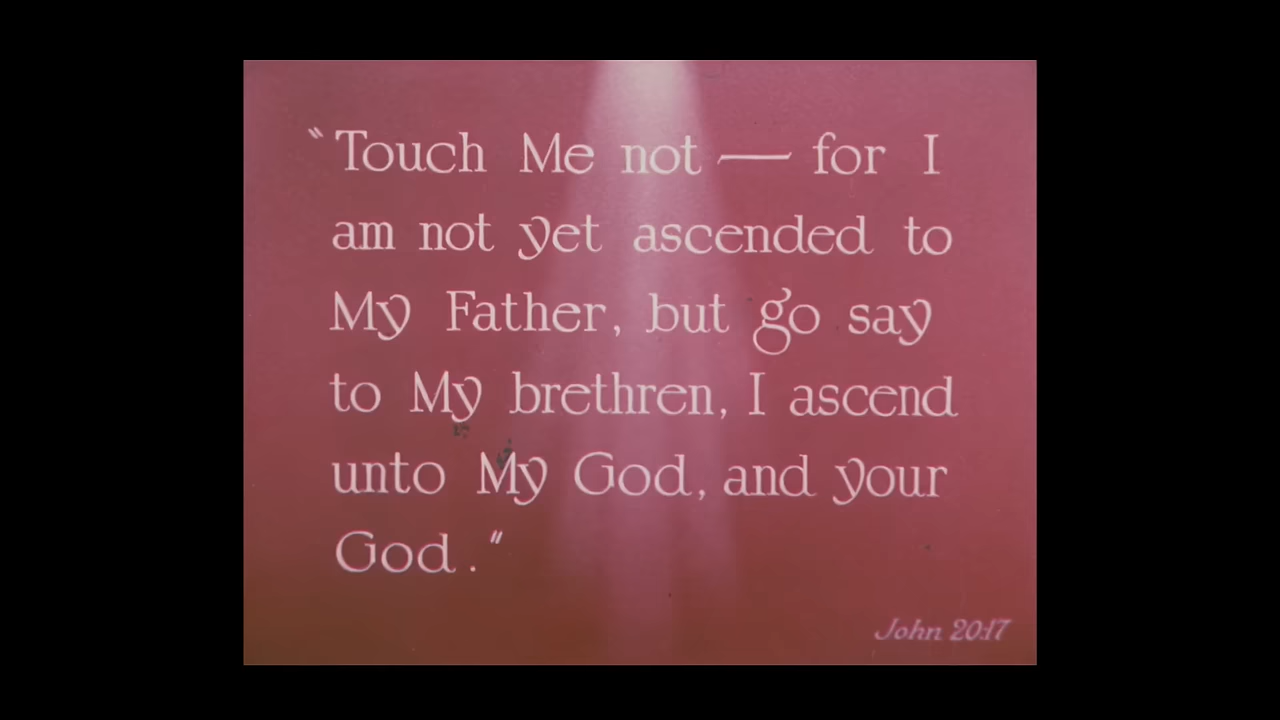 "Touch Me not — for I
am not yet ascended to
My Father, but go say
to My brethren, I ascend
unto My God, and your
God."
John 20:17